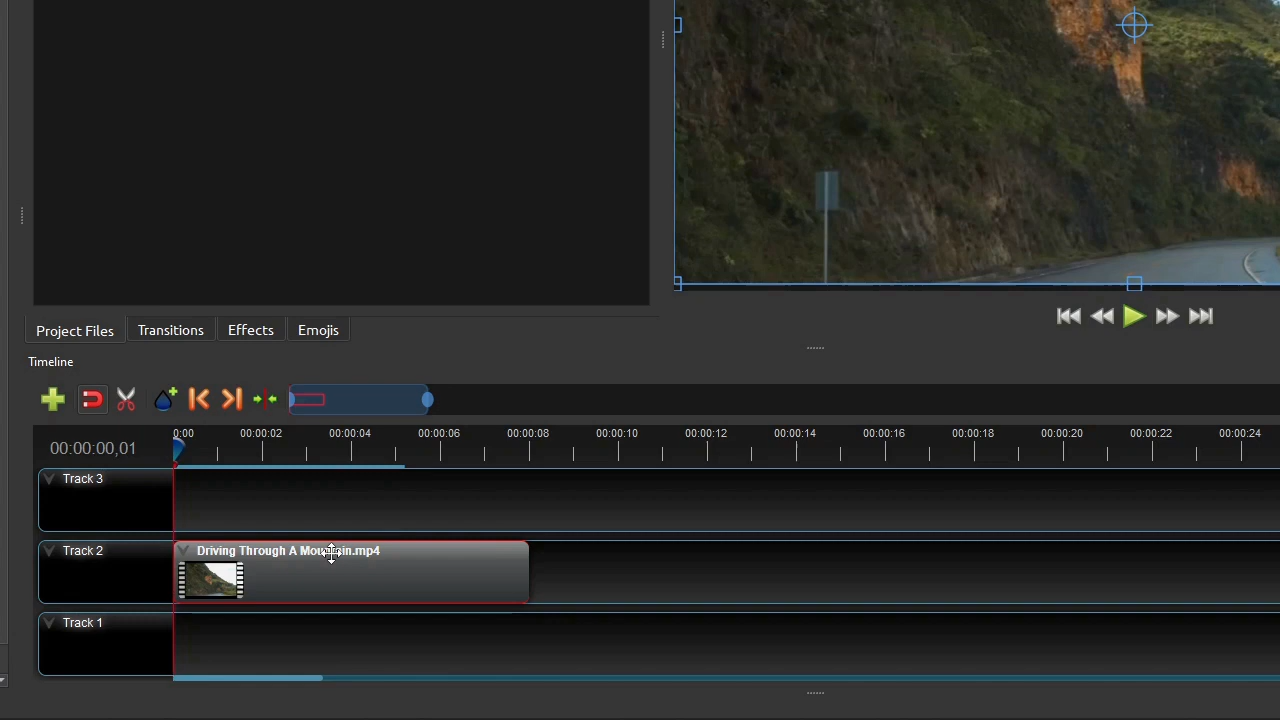 Project Files
Transitions
Effects
Emojis
Timeline
00:00:00,01
0:00
00:00:02
00:00:04
00:00:06
00:00:08
00:00:10
00:00:12
00:00:14
00:00:16
00:00:18
00:00:20
00:00:22
00:00:24
Track 3
Track 2
Driving Through A Mountain.mp4
Track 1